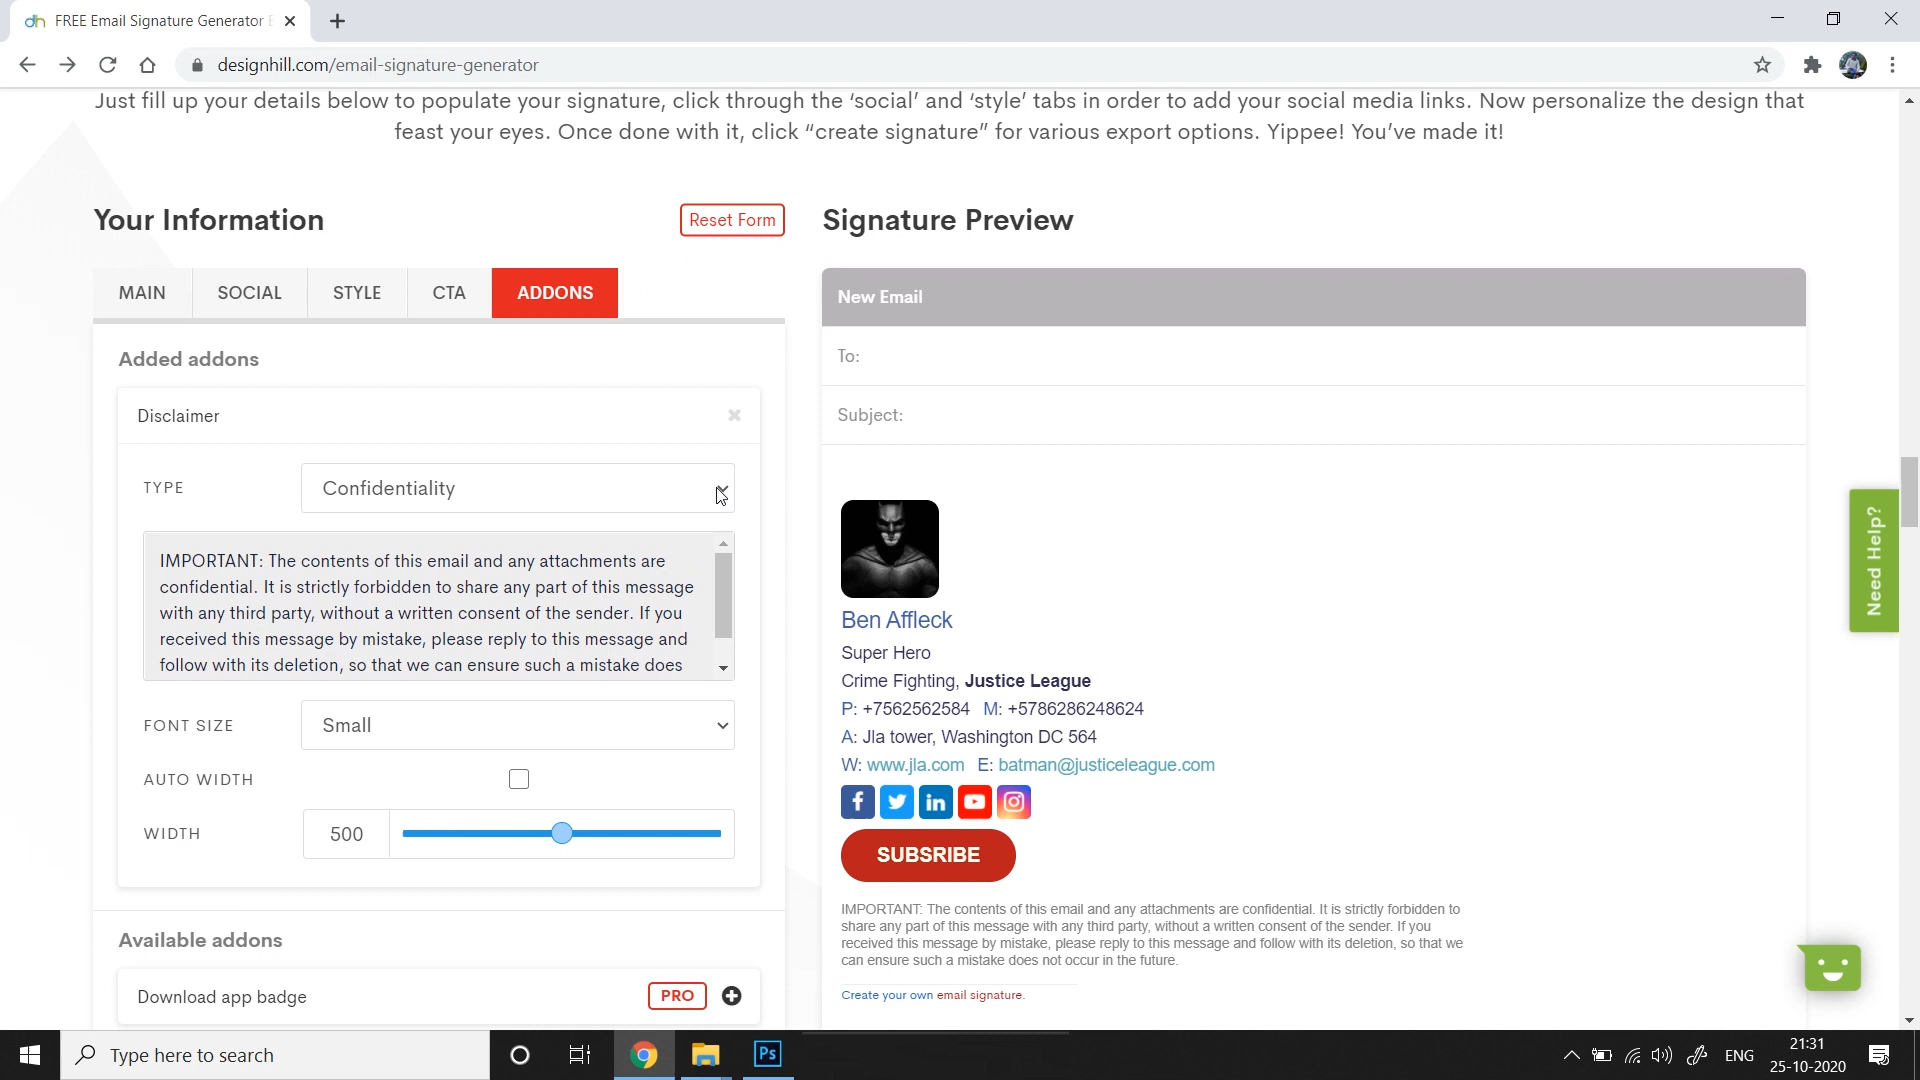 FREE Email Signature Generator
designhill.com/email-signature-generator
Just fill up your details below to populate your signature, click through the ‘social’ and ‘style’ tabs in order to add your social media links. Now personalize the design that
feast your eyes. Once done with it, click “create signature” for various export options. Yippee! You’ve made it!
Your Information
Reset Form
MAIN
SOCIAL
STYLE
CTA
ADDONS
Added addons
Disclaimer
TYPE
Confidentiality
IMPORTANT: The contents of this email and any attachments are
confidential. It is strictly forbidden to share any part of this message
with any third party, without a written consent of the sender. If you
received this message by mistake, please reply to this message and
follow with its deletion, so that we can ensure such a mistake does
FONT SIZE
Small
AUTO WIDTH
WIDTH
500
Available addons
Download app badge
PRO
Signature Preview
New Email
To:
Subject:
Ben Affleck
Super Hero
Crime Fighting, Justice League
P: +7562562584 M: +5786286248624
A: Jla tower, Washington DC 564
W: www.jla.com E: batman@justiceleague.com
SUBSRIBE
IMPORTANT: The contents of this email and any attachments are confidential. It is strictly forbidden to
share any part of this message with any third party, without a written consent of the sender. If you
received this message by mistake, please reply to this message and follow with its deletion, so that we
can ensure such a mistake does not occur in the future.
Create your own email signature.
Need Help?
Type here to search
Ps
ENG
21:31
25-10-2020